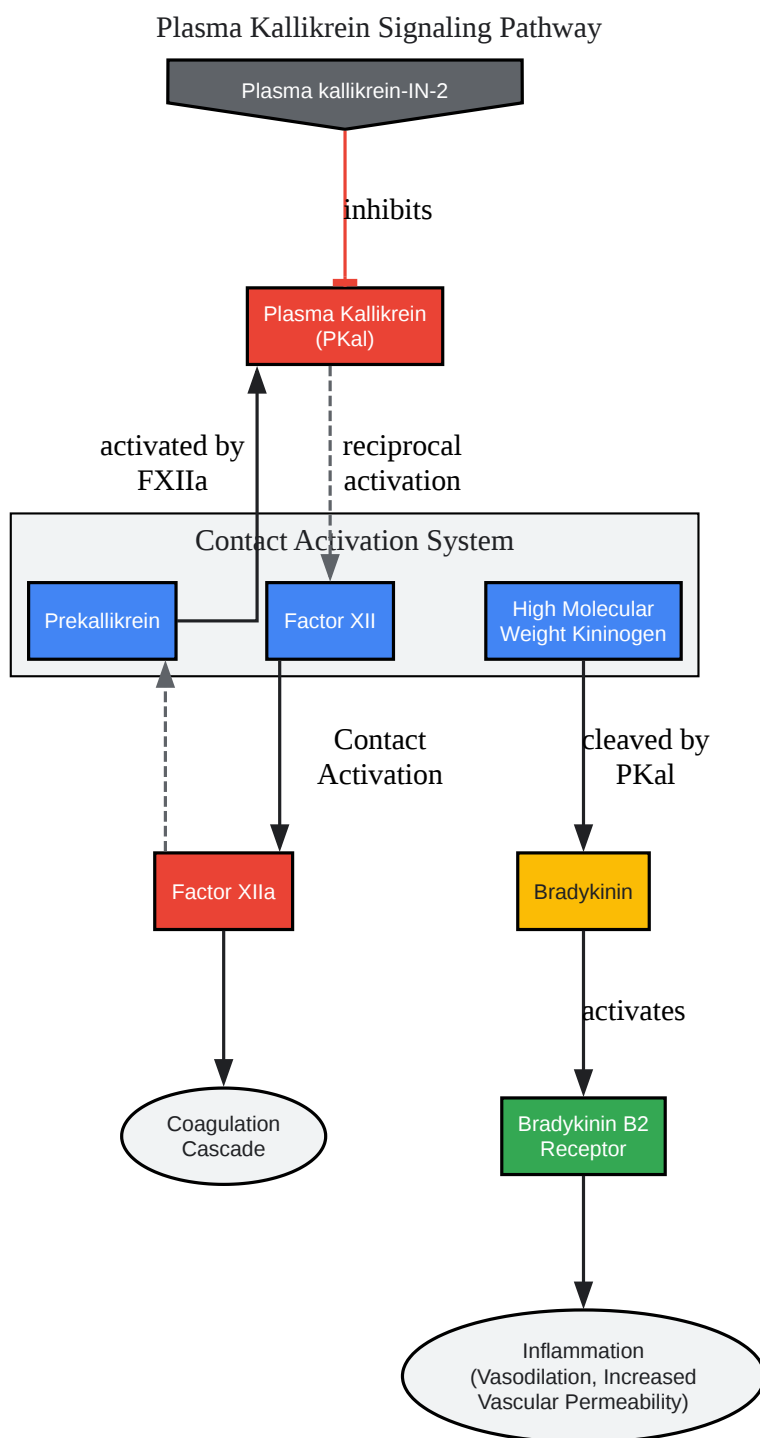 Plasma Kallikrein Signaling Pathway
Plasma kallikrein-IN-2
inhibits
Plasma Kallikrein
(PKal)
activated by
FXIIa
reciprocal
activation
Contact Activation System
Prekallikrein
Factor XII
High Molecular
Weight Kininogen
Contact
Activation
cleaved by
PKal
Factor XIIa
Bradykinin
activates
Coagulation
Cascade
Bradykinin B2
Receptor
Inflammation
(Vasodilation, Increased
Vascular Permeability)